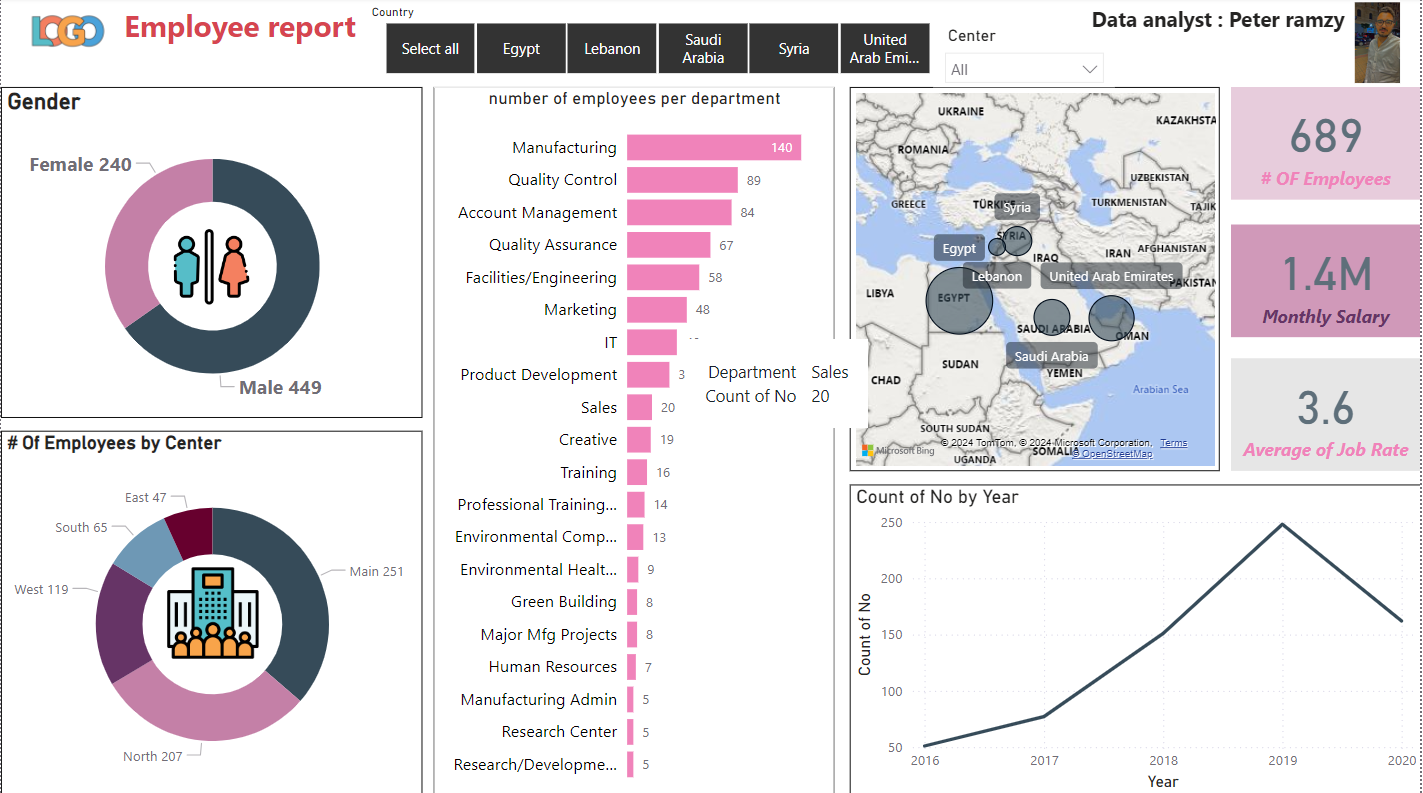 LOGO
Employee report
Country
Select all
Egypt
Lebanon
Saudi
Arabia
Syria
United
Arab Emi...
Center
All
Data analyst : Peter ramzy
Gender
Female 240
Male 449
# Of Employees by Center
East 47
South 65
West 119
Main 251
North 207
number of employees per department
Manufacturing 140
Quality Control 89
Account Management 84
Quality Assurance 67
Facilities/Engineering 58
Marketing 48
IT
Product Development 3
Sales 20
Creative 19
Training 16
Professional Training... 14
Environmental Comp... 13
Environmental Healt... 9
Green Building 8
Major Mfg Projects 8
Human Resources 7
Manufacturing Admin 5
Research Center 5
Research/Developme... 5
Department Sales
Count of No 20
UKRAINE
KAZAKHSTA
ROMANIA
UZBEKISTAN
GREECE
TÜRKİYE
TURKMENISTAN
TAJIK
Syria
SYRIA
Egypt
IRAQ
IRAN
AFGHANISTAN
Lebanon
United Arab Emirates
PAKISTAN
LIBYA
EGYPT
SAUDI ARABIA
OMAN
Saudi Arabia
SUDAN
YEMEN
CHAD
Arabian Sea
SOUTH SUDAN
© 2024 TomTom, © 2024 Microsoft Corporation, Terms
Microsoft Bing
SOMALI
© OpenStreetMap
UGANDA
689
# OF Employees
1.4M
Monthly Salary
3.6
Average of Job Rate
Count of No by Year
250
200
150
100
50
Count of No
2016 2017 2018 2019 2020
Year